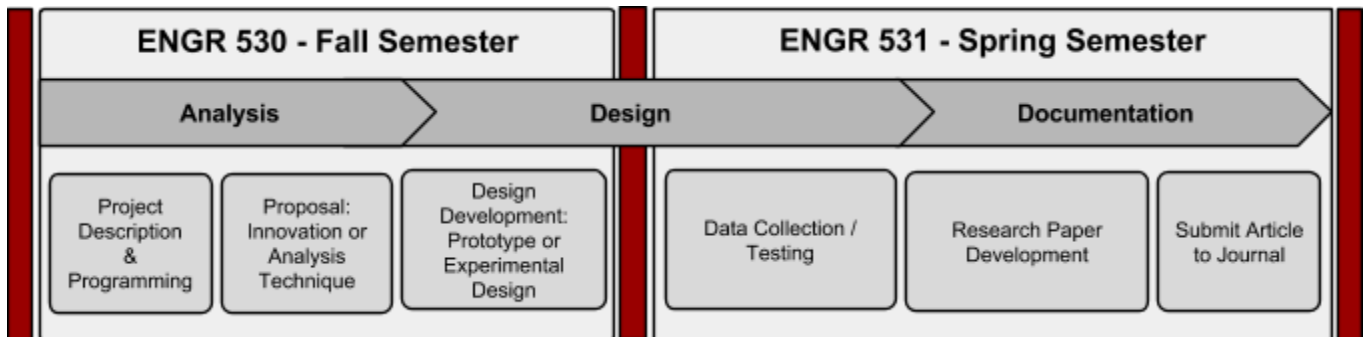 ENGR 530 - Fall Semester
ENGR 531 - Spring Semester
Analysis
Design
Documentation
Project
Description
&
Programming
Proposal:
Innovation or
Analysis
Technique
Design
Development:
Prototype or
Experimental
Design
Data Collection /
Testing
Research Paper
Development
Submit Article
to Journal